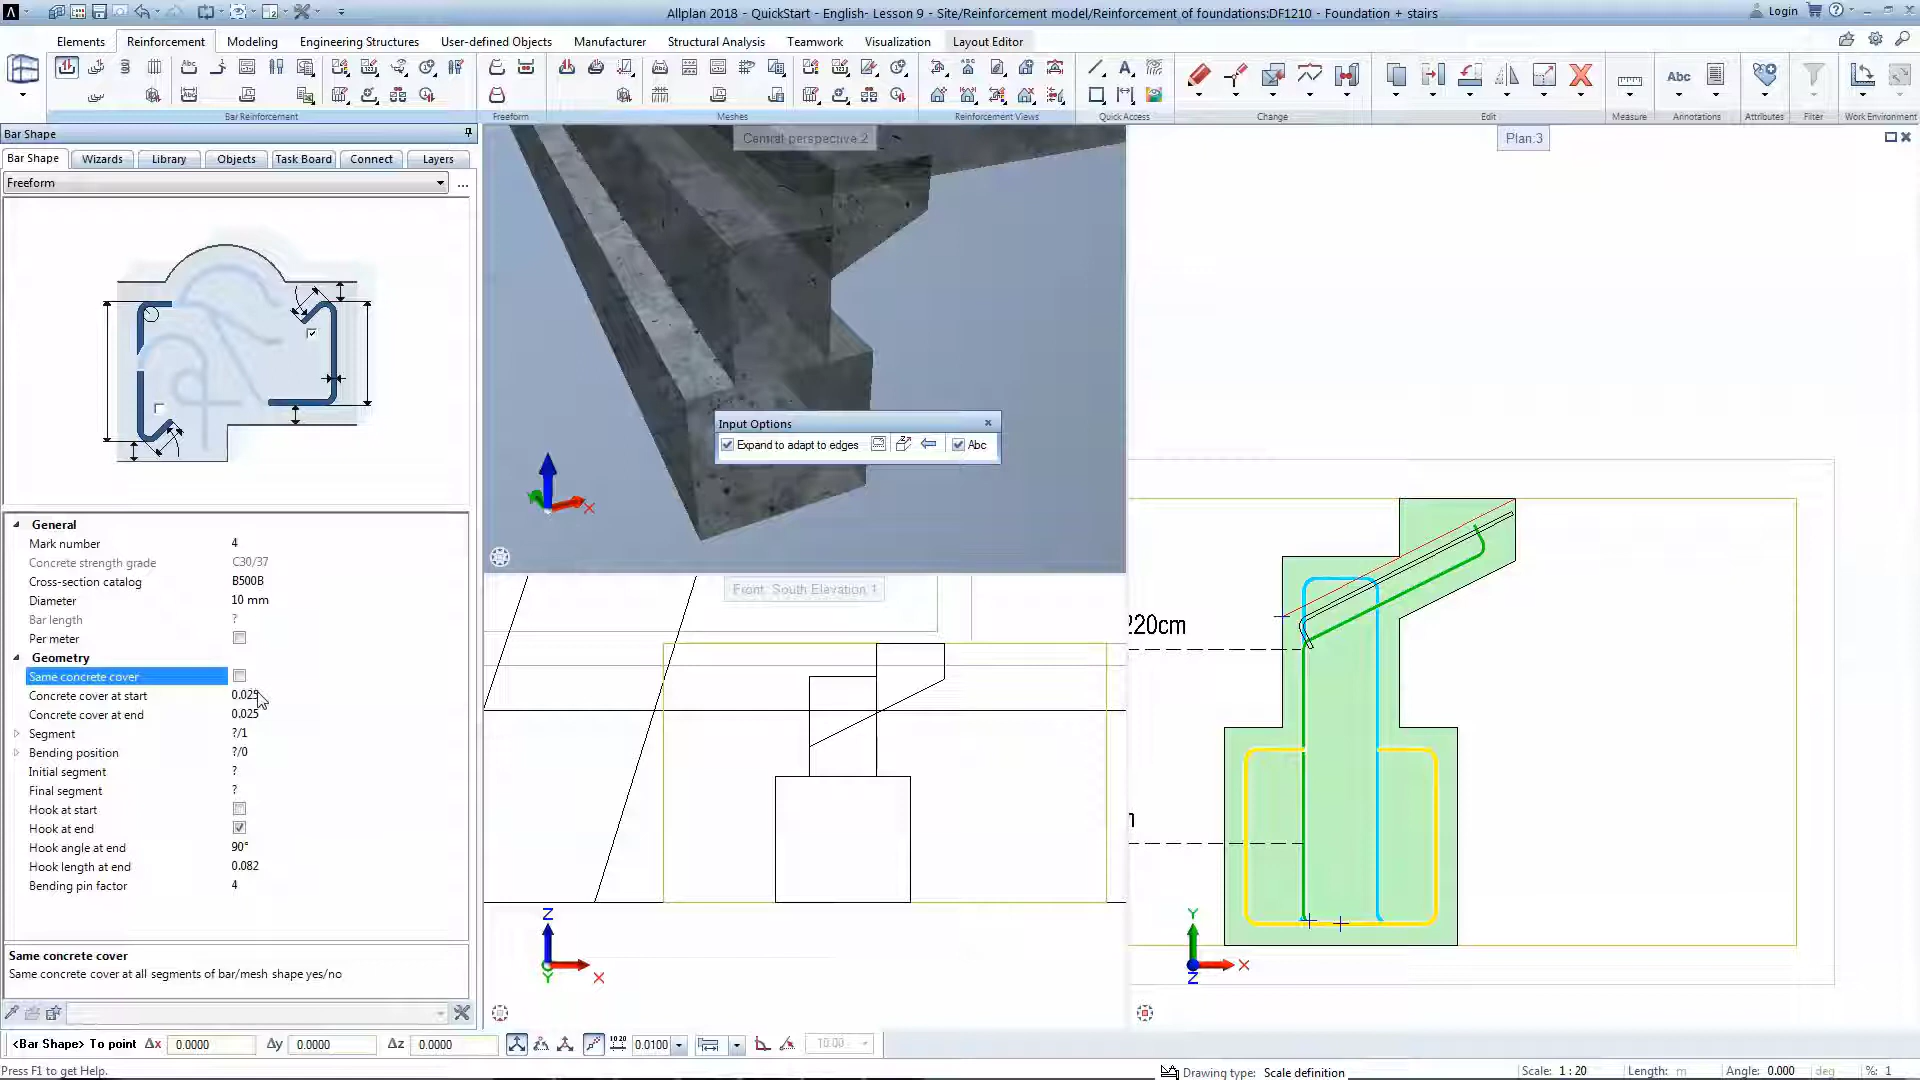 Allplan 2018 - QuickStart - English- Lesson 9 - Site/Reinforcement model/Reinforcement of foundations:DF1210 - Foundation + stairs
Login
Elements Reinforcement Modeling Engineering Structures User-defined Objects Manufacturer Structural Analysis Teamwork Visualization Layout Editor
Abc
Bar Reinforcement Freeform Meshes Reinforcement Views Quick Access Change Edit Measure Annotations Attributes Filter Work Environment
Bar Shape
Bar Shape Wizards Library Objects Task Board Connect Layers
Freeform ...
Central perspective:2
Plan:3
Input Options
Expand to adapt to edges Abc
X
Front, South Elevation:1
220cm
General
Mark number 4
Concrete strength grade C30/37
Cross-section catalog B500B
Diameter 10 mm
Bar length ?
Per meter
Geometry
Same concrete cover
Concrete cover at start 0.025
Concrete cover at end 0.025
Segment ?/1
Bending position ?/0
Initial segment ?
Final segment ?
Hook at start
Hook at end
Hook angle at end 90°
Hook length at end 0.082
Bending pin factor 4
Z
X
Y
Y
X
Z
Same concrete cover
Same concrete cover at all segments of bar/mesh shape yes/no
<Bar Shape> To point Δx 0.0000 Δy 0.0000 Δz 0.0000 0.0100 10.00
Press F1 to get Help.
Drawing type: Scale definition Scale: 1 : 20 Length: m Angle: 0.000 deg %: 1